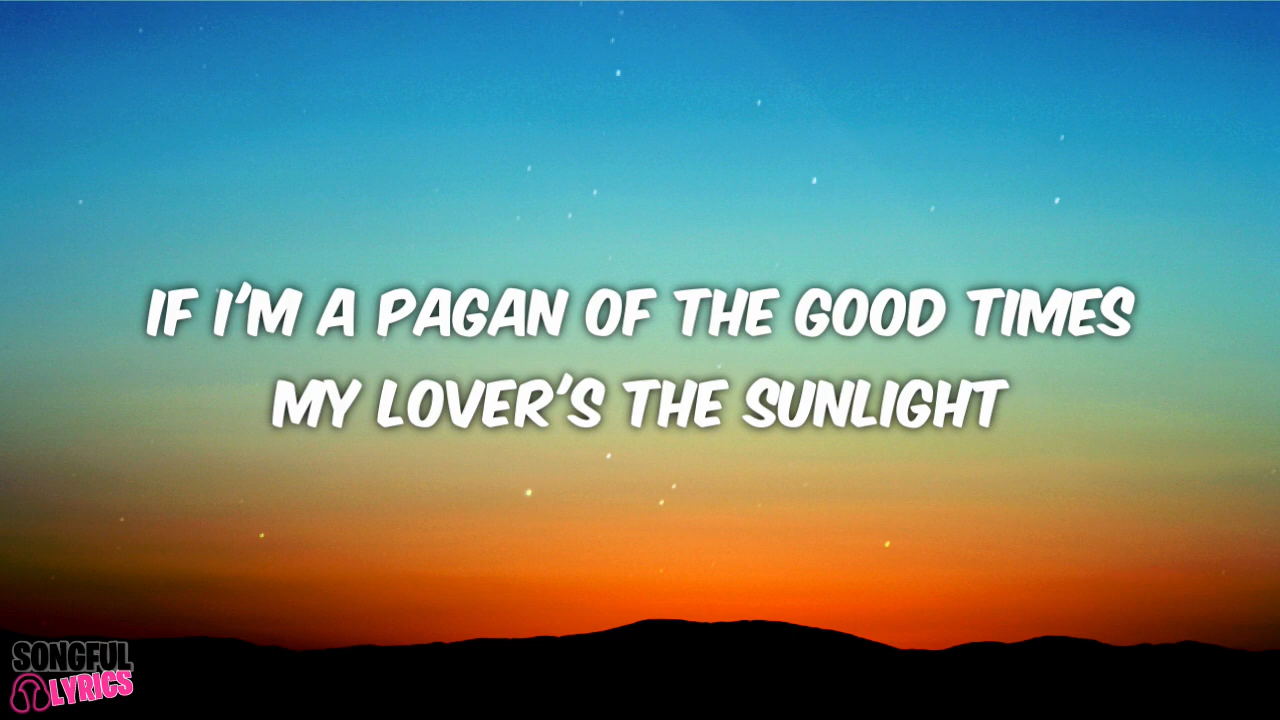 IF I'M A PAGAN OF THE GOOD TIMES
MY LOVER'S THE SUNLIGHT
SONGFUL
LYRICS